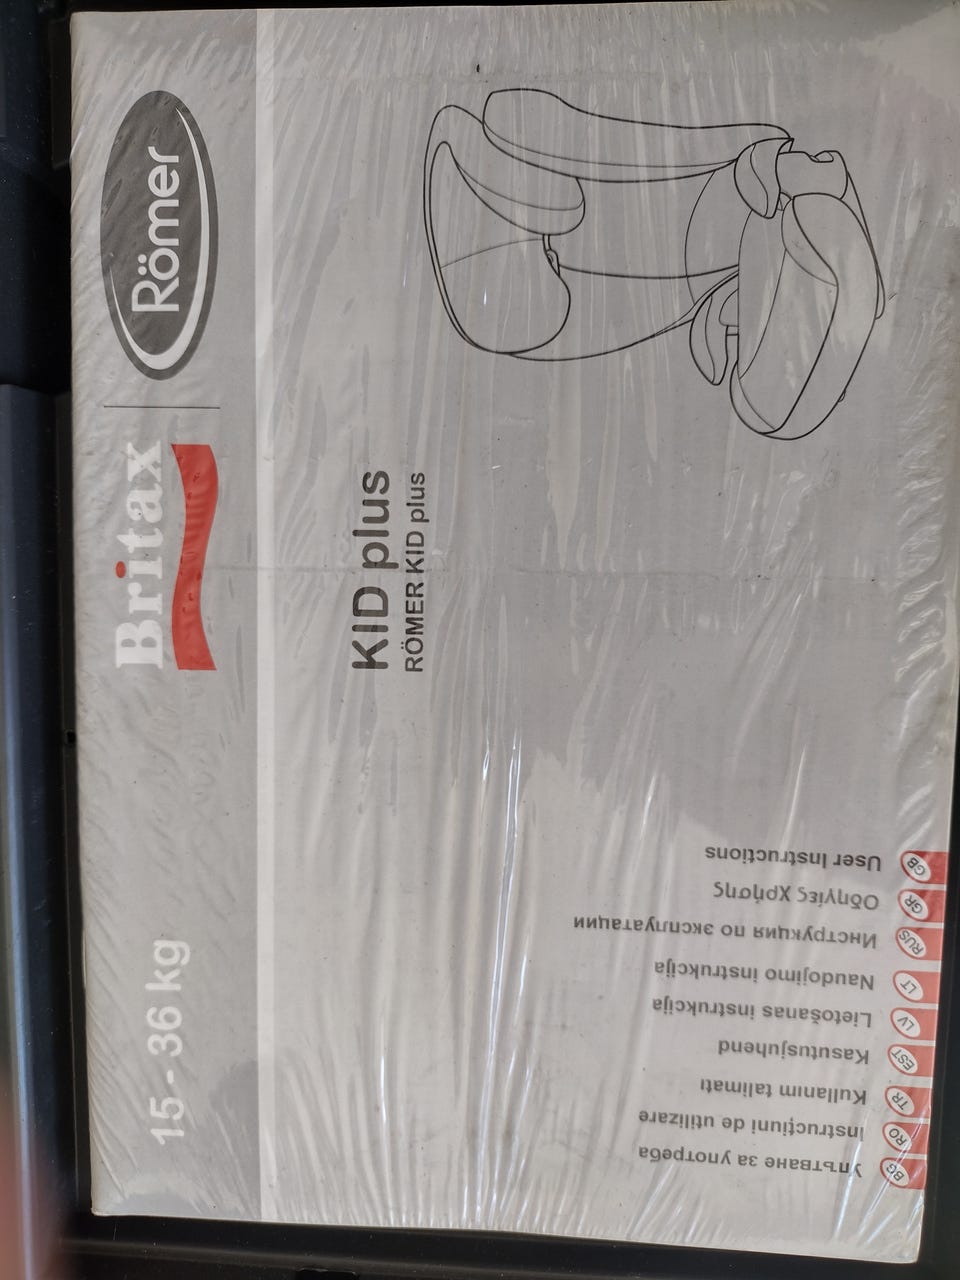 Britax Römer
15 - 36 kg
KID plus
RÖMER KID plus
GB User Instructions
GR Οδηγίες χρήσης
RUS Инструкция по эксплуатации
LT Naudojimo instrukcija
LV Lietošanas instrukcija
EST Kasutusjuhend
TR Kullanım talimatı
RO Instrucţiuni de utilizare
BG Упътване за употреба